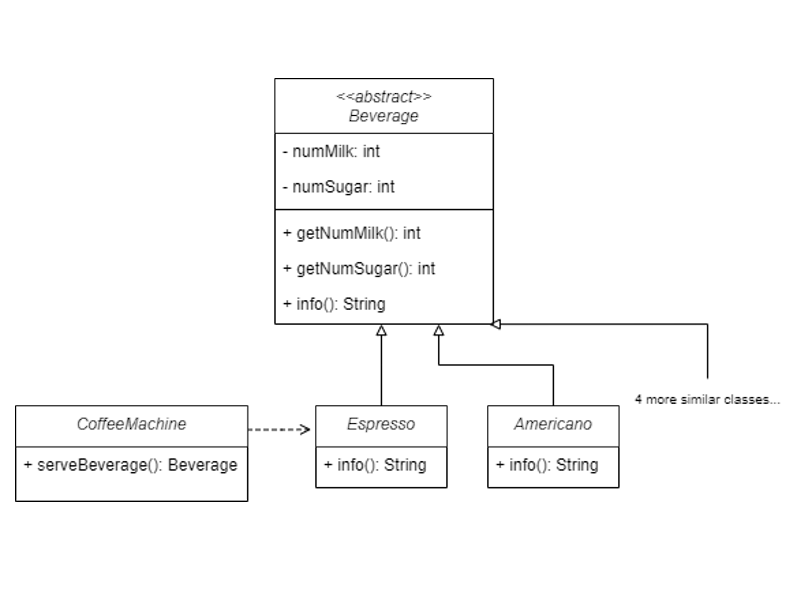 <<abstract>>
Beverage
- numMilk: int
- numSugar: int
+ getNumMilk(): int
+ getNumSugar(): int
+ info(): String
4 more similar classes...
CoffeeMachine
+ serveBeverage(): Beverage
Espresso
+ info(): String
Americano
+ info(): String